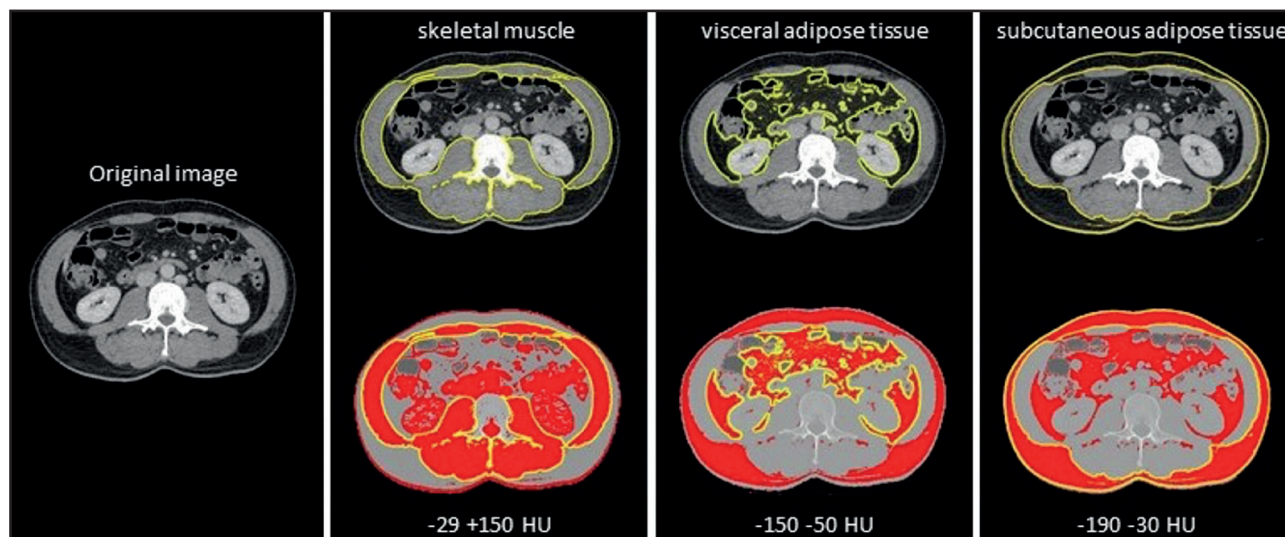 Original image
skeletal muscle
visceral adipose tissue
subcutaneous adipose tissue
-29 +150 HU
-150 -50 HU
-190 -30 HU